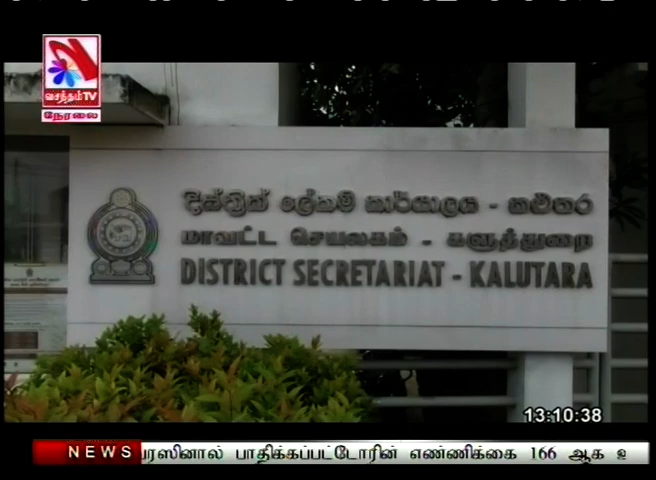 வசந்தம்TV
நேரலை
දිස්ත්‍රික් ලේකම් කාර්යාලය - කළුතර
மாவட்ட செயலகம் - களுத்துறை
DISTRICT SECRETARIAT - KALUTARA
13:10:38
NEWS வரஸினால் பாதிக்கப்பட்டோரின் எண்ணிக்கை 166 ஆக